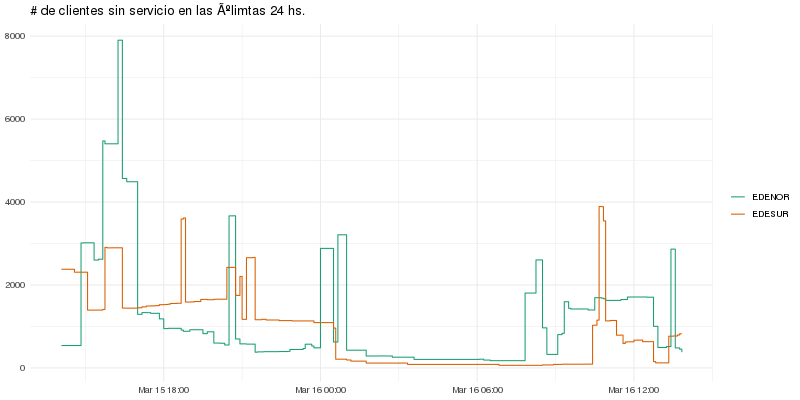 # de clientes sin servicio en las Ãºlimtas 24 hs.
8000
6000
4000
2000
0
Mar 15 18:00
Mar 16 00:00
Mar 16 06:00
Mar 16 12:00
EDENOR
EDESUR